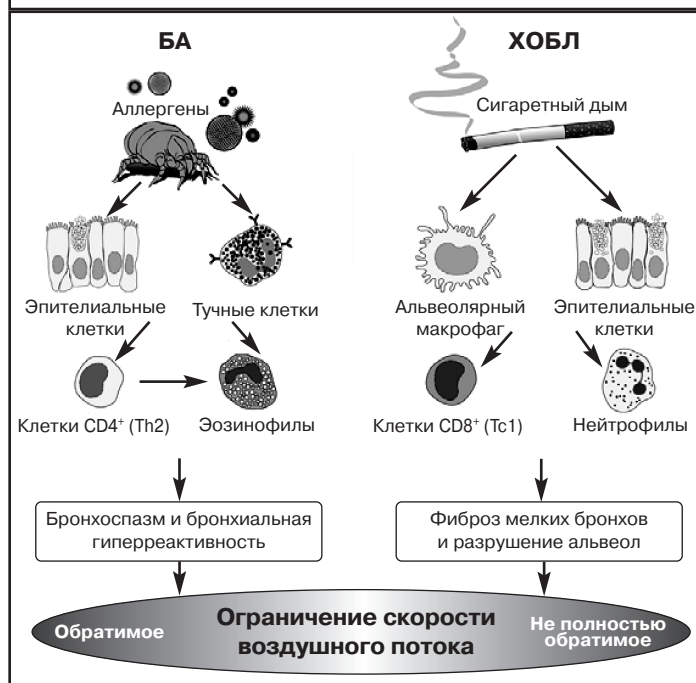 БА
Аллергены
Эпителиальные
клетки
Тучные клетки
Клетки CD4⁺ (Th2)
Эозинофилы
Бронхоспазм и бронхиальная
гиперреактивность
ХОБЛ
Сигаретный дым
Альвеолярный
макрофаг
Эпителиальные
клетки
Клетки CD8⁺ (Tc1)
Нейтрофилы
Фиброз мелких бронхов
и разрушение альвеол
Обратимое
Ограничение скорости
воздушного потока
Не полностью
обратимое